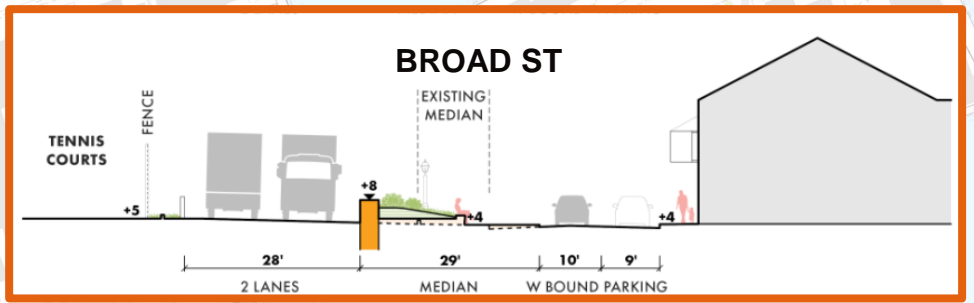 BROAD ST
FENCE
EXISTING
MEDIAN
TENNIS
COURTS
+8
+5
+4
+4
28'
29'
10'
9'
2 LANES
MEDIAN
W BOUND PARKING